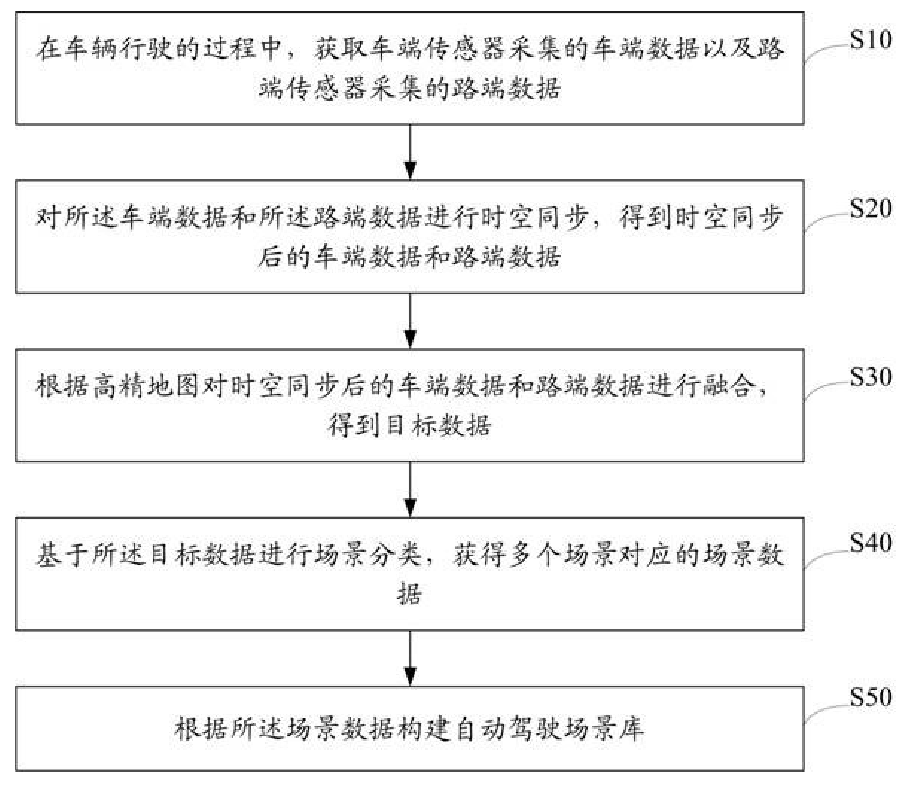 在车辆行驶的过程中，获取车端传感器采集的车端数据以及路
端传感器采集的路端数据
S10
对所述车端数据和所述路端数据进行时空同步，得到时空同步
后的车端数据和路端数据
S20
根据高精地图对时空同步后的车端数据和路端数据进行融合，
得到目标数据
S30
基于所述目标数据进行场景分类，获得多个场景对应的场景数
据
S40
根据所述场景数据构建自动驾驶场景库
S50